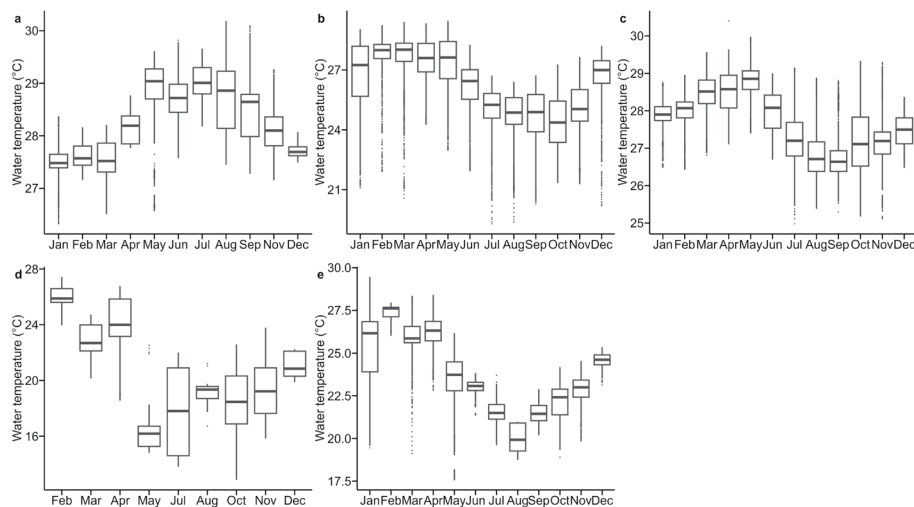 a
Water temperature (°C)
30
29
28
27
Jan Feb Mar Apr May Jun Jul Aug Sep Oct Nov Dec
b
Water temperature (°C)
27
24
21
Jan Feb Mar Apr May Jun Jul Aug Sep Oct Nov Dec
c
Water temperature (°C)
30
29
28
27
26
25
Jan Feb Mar Apr May Jun Jul Aug Sep Oct Nov Dec
d
Water temperature (°C)
28
24
20
16
Feb Mar Apr May Jul Aug Oct Nov Dec
e
Water temperature (°C)
30.0
27.5
25.0
22.5
20.0
17.5
Jan Feb Mar Apr May Jun Jul Aug Sep Oct Nov Dec